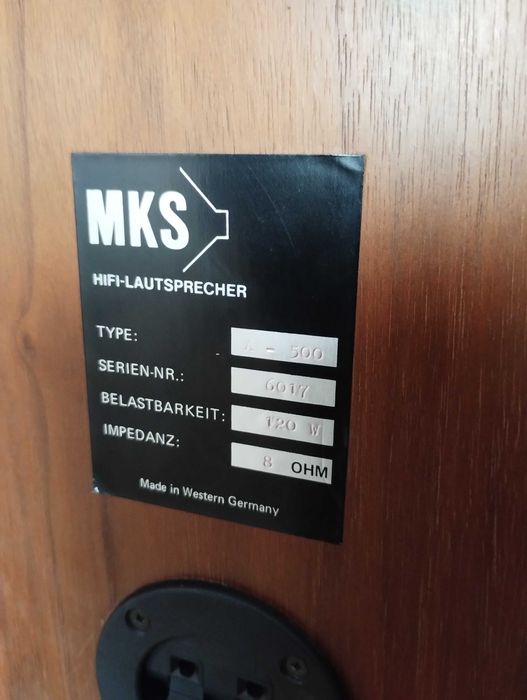 MKS
HIFI-LAUTSPRECHER
TYPE: - 500
SERIEN-NR.: 6017
BELASTBARKEIT: 120 W
IMPEDANZ: 8 OHM
Made in Western Germany